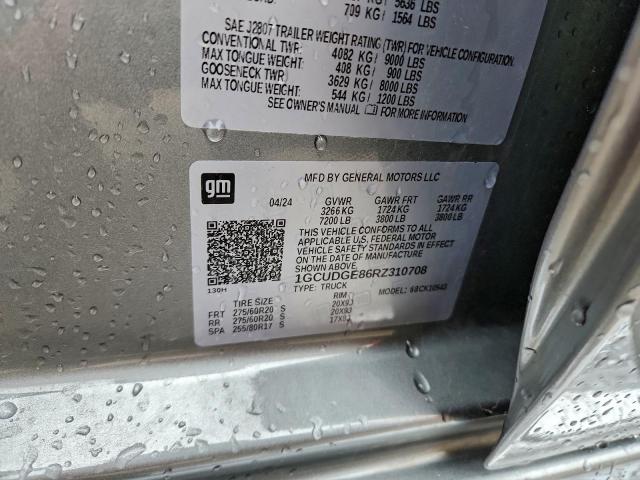 5636 LBS
709 KG/ 1564 LBS
SAE J2807 TRAILER WEIGHT RATING (TWR) FOR VEHICLE CONFIGURATION.
CONVENTIONAL TWR: 4082 KG/ 9000 LBS
MAX TONGUE WEIGHT: 408 KG/ 900 LBS
GOOSENECK TWR: 3629 KG/ 8000 LBS
MAX TONGUE WEIGHT: 544 KG/ 1200 LBS
SEE OWNER'S MANUAL FOR MORE INFORMATION
gm
MFD BY GENERAL MOTORS LLC
04/24 GVWR GAWR FRT GAWR RR
3266 KG 1724 KG 1724 KG
7200 LB 3800 LB 3800 LB
THIS VEHICLE CONFORMS TO ALL
APPLICABLE U.S. FEDERAL MOTOR
VEHICLE SAFETY STANDARDS IN
EFFECT ON THE DATE OF
MANUFACTURE SHOWN ABOVE.
1GCUDGE86RZ310708
130H TYPE: TRUCK MODEL:
TIRE SIZE RIM
FRT 275/60R20 S 20X9J
RR 275/60R20 S 20X9J
SPA 255/80R17 S